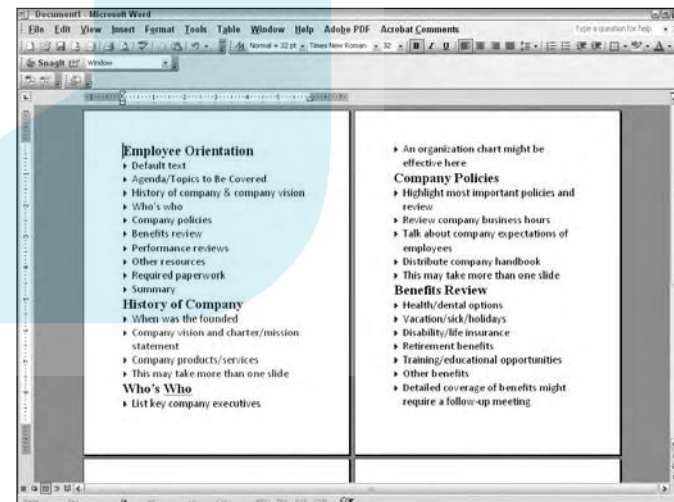 Document1 - Microsoft Word
File Edit View Insert Format Tools Table Window Help Adobe PDF Acrobat Comments
Type a question for help
Normal + 32 pt Times New Roman 32 B I U
SnagIt Window
Employee Orientation
Default text
Agenda/Topics to Be Covered
History of company & company vision
Who's who
Company policies
Benefits review
Performance reviews
Other resources
Required paperwork
Summary
History of Company
When was the founded
Company vision and charter/mission
statement
Company products/services
This may take more than one slide
Who's Who
List key company executives
An organization chart might be
effective here
Company Policies
Highlight most important policies and
review
Review company business hours
Talk about company expectations of
employees
Distribute company handbook
This may take more than one slide
Benefits Review
Health/dental options
Vacation/sick/holidays
Disability/life insurance
Retirement benefits
Training/educational opportunities
Other benefits
Detailed coverage of benefits might
require a follow-up meeting